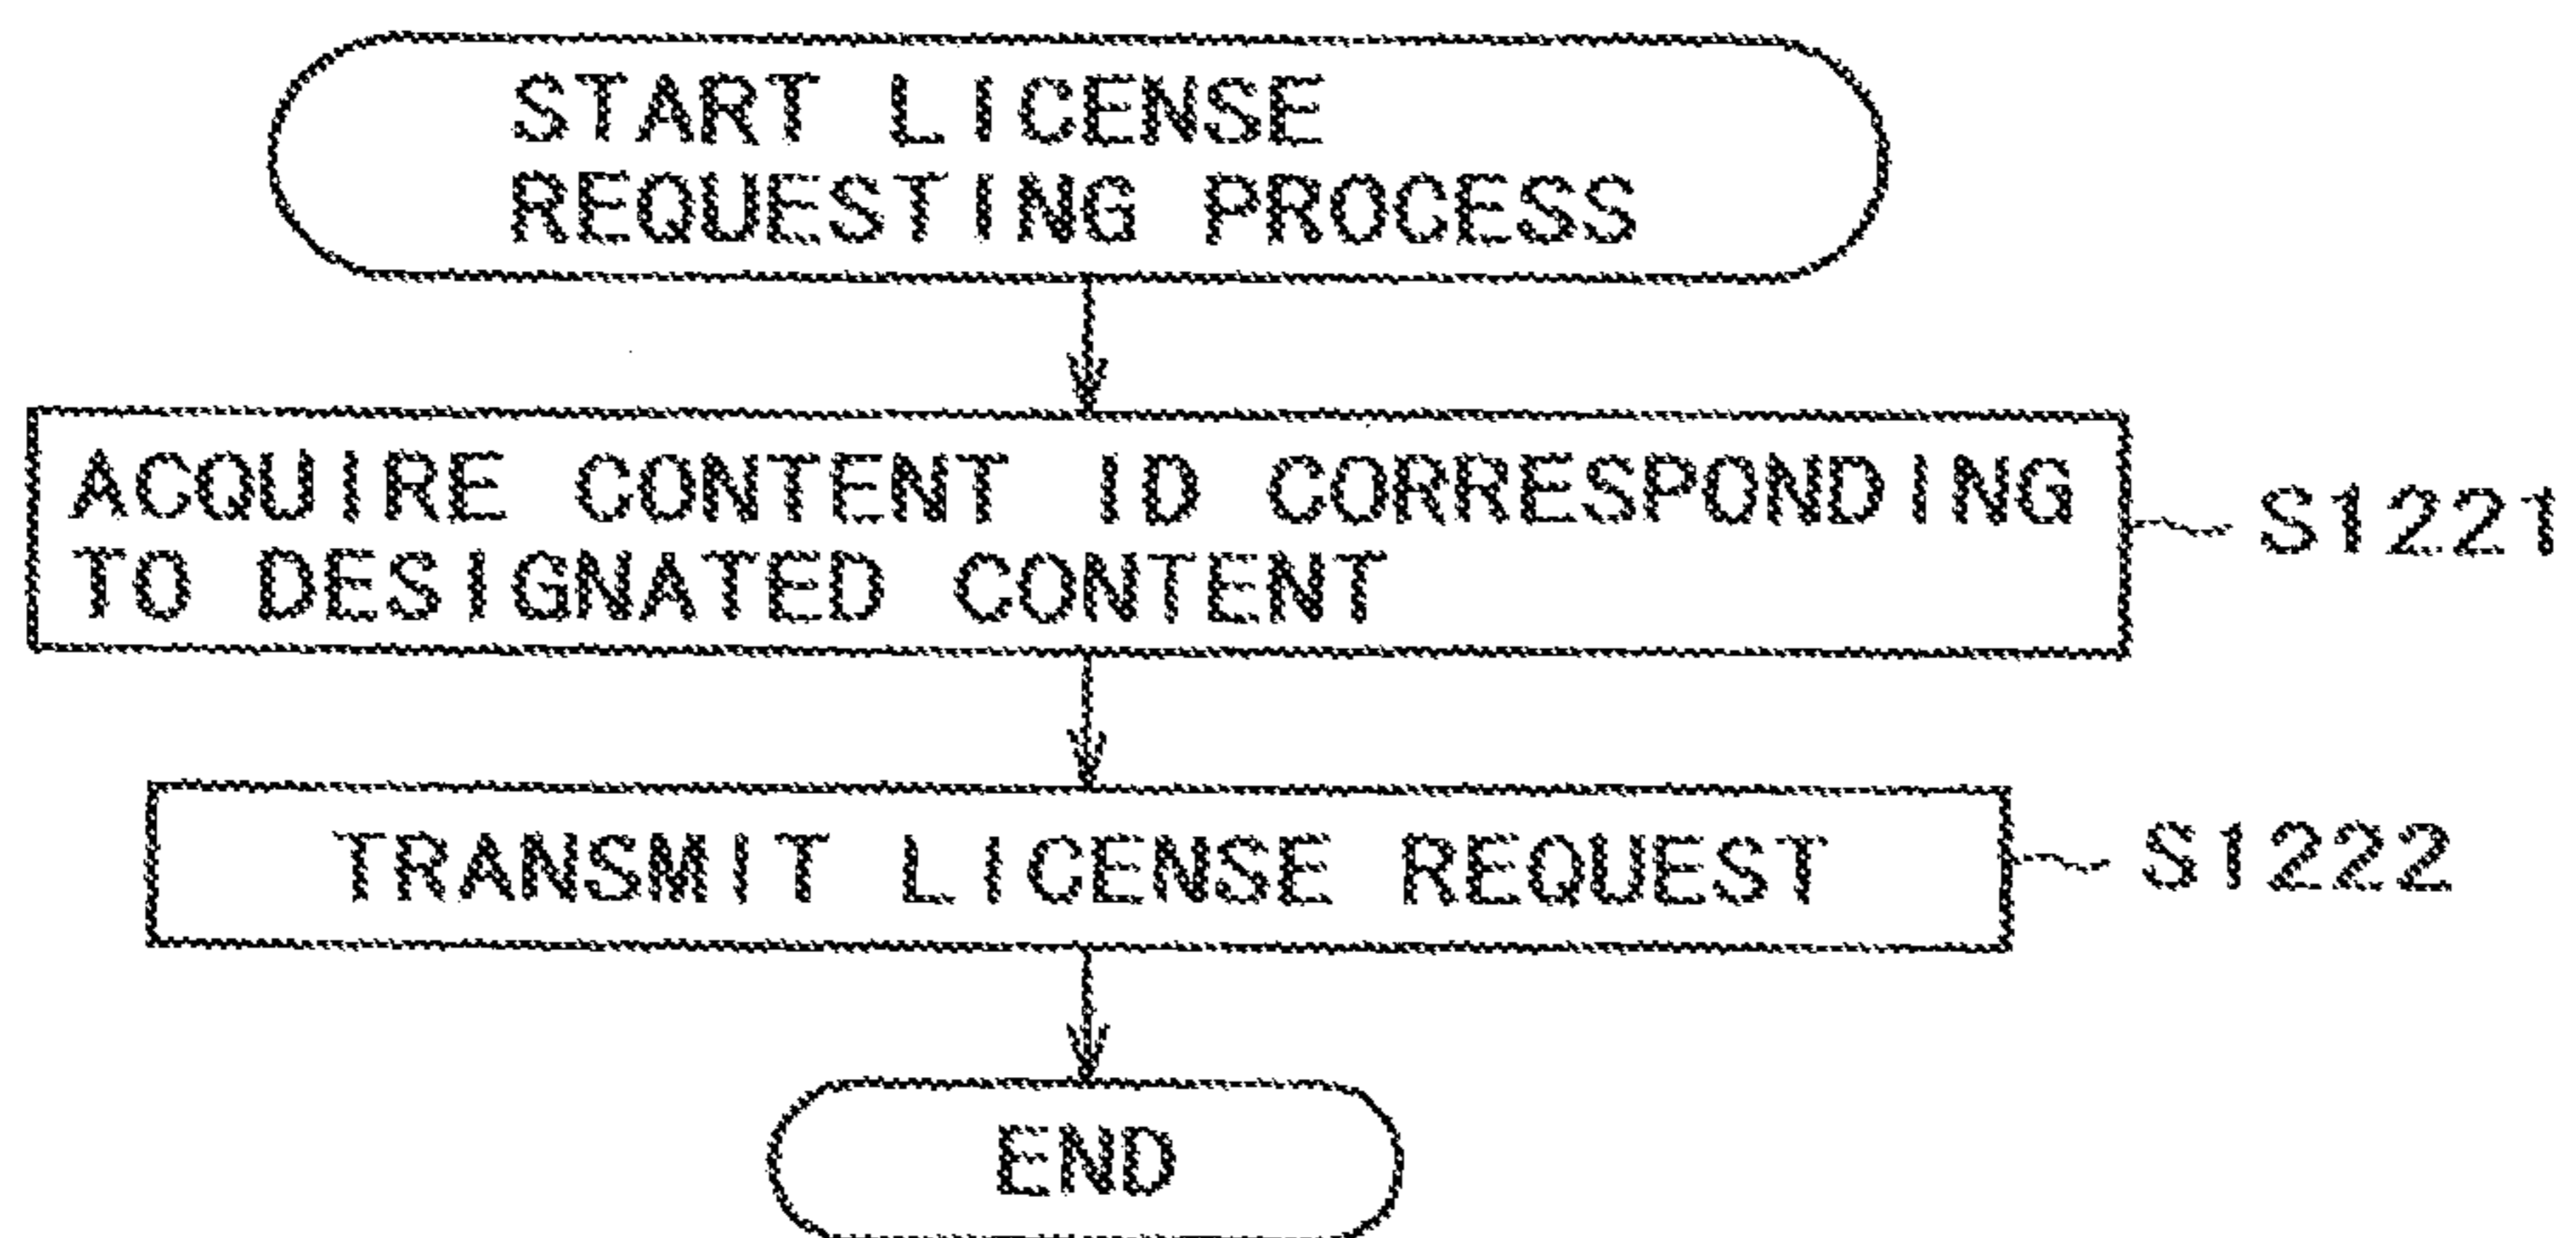 START LICENSE
REQUESTING PROCESS
ACQUIRE CONTENT ID CORRESPONDING
TO DESIGNATED CONTENT
S1221
TRANSMIT LICENSE REQUEST
S1222
END